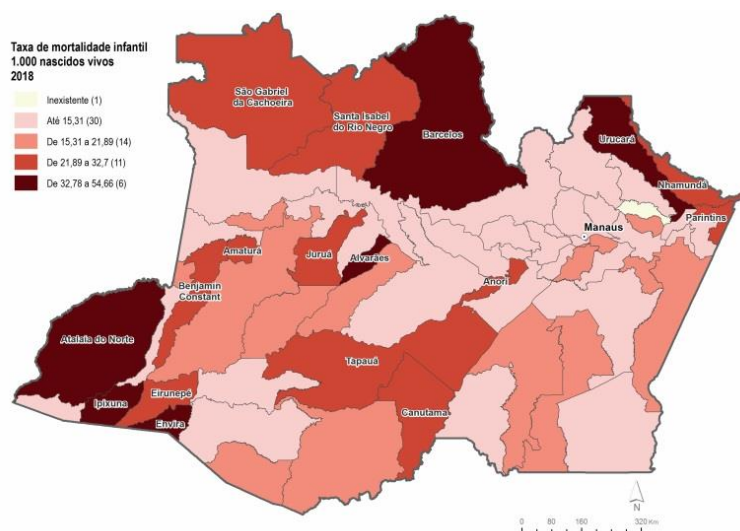 Taxa de mortalidade infantil
1.000 nascidos vivos
2018
Inexistente (1)
Até 15,31 (30)
De 15,31 a 21,89 (14)
De 21,89 a 32,7 (11)
De 32,78 a 54,66 (6)
São Gabriel
da Cachoeira
Santa Isabel
do Rio Negro
Barcelos
Urucará
Nhamundá
Parintins
Manaus
Amaturá
Juruá
Alvarães
Anori
Benjamin
Constant
Atalaia do Norte
Tapauá
Ipixuna
Eirunepé
Canutama
Envira
N
0 80 160 240 320 Km